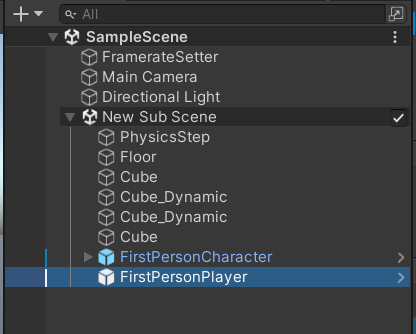 All
SampleScene
FramerateSetter
Main Camera
Directional Light
New Sub Scene
PhysicsStep
Floor
Cube
Cube_Dynamic
Cube_Dynamic
Cube
FirstPersonCharacter
FirstPersonPlayer